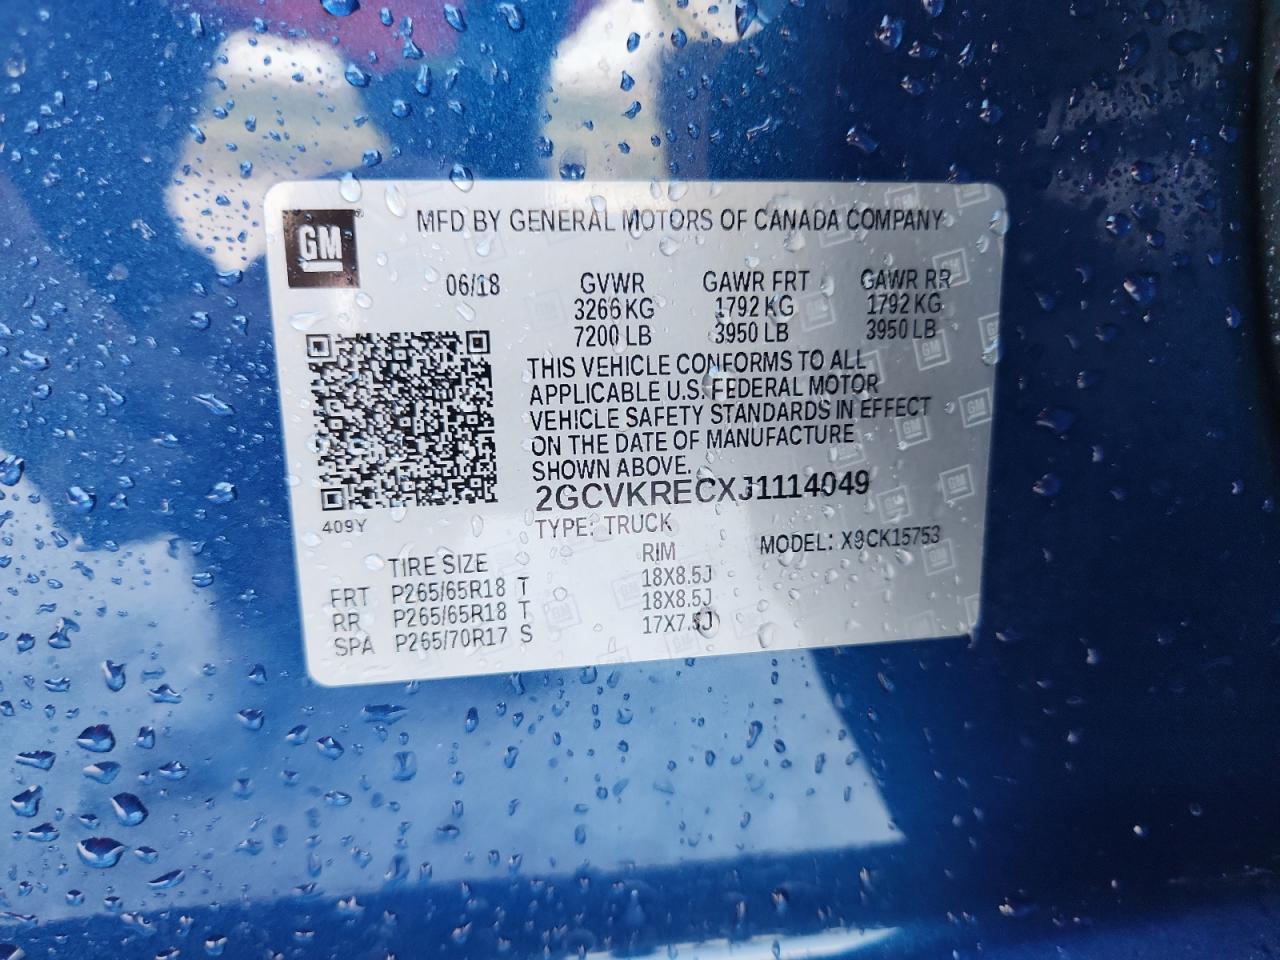 GM
MFD BY GENERAL MOTORS OF CANADA COMPANY
06/18 GVWR GAWR FRT GAWR RR
3266 KG 1792 KG 1792 KG
7200 LB 3950 LB 3950 LB
THIS VEHICLE CONFORMS TO ALL
APPLICABLE U.S. FEDERAL MOTOR
VEHICLE SAFETY STANDARDS IN EFFECT
ON THE DATE OF MANUFACTURE
SHOWN ABOVE.
2GCVKRECXJ1114049
409Y
TYPE: TRUCK MODEL: X9CK15753
TIRE SIZE RIM
FRT P265/65R18 T 18X8.5J
RR P265/65R18 T 18X8.5J
SPA P265/70R17 S 17X7.5J